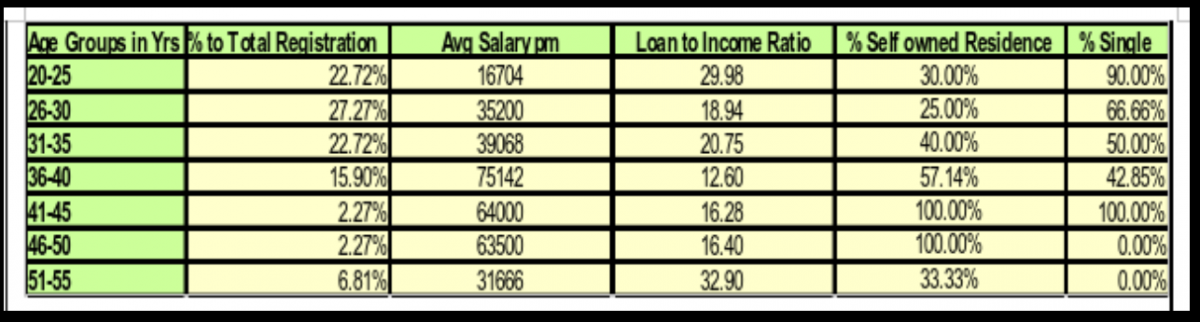 Age Groups in Yrs % to Total Registration Avg Salary pm Loan to Income Ratio % Self owned Residence % Single
20-25 22.72% 16704 29.98 30.00% 90.00%
26-30 27.27% 35200 18.94 25.00% 66.66%
31-35 22.72% 39068 20.75 40.00% 50.00%
36-40 15.90% 75142 12.60 57.14% 42.85%
41-45 2.27% 64000 16.28 100.00% 100.00%
46-50 2.27% 63500 16.40 100.00% 0.00%
51-55 6.81% 31666 32.90 33.33% 0.00%